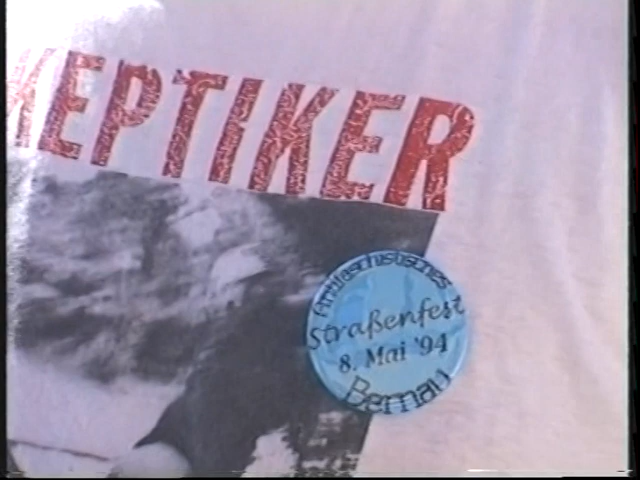 KEPTIKER
Antifaschistisches
Straßenfest
8. Mai '94
Bernau